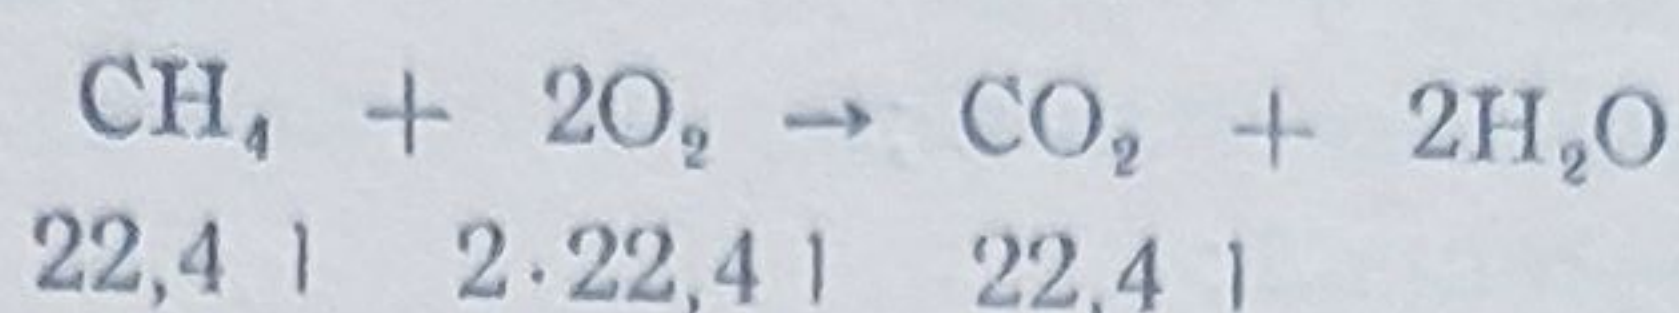 CH₄ + 2O₂ → CO₂ + 2H₂O
22,4 l 2·22,4 l 22,4 l